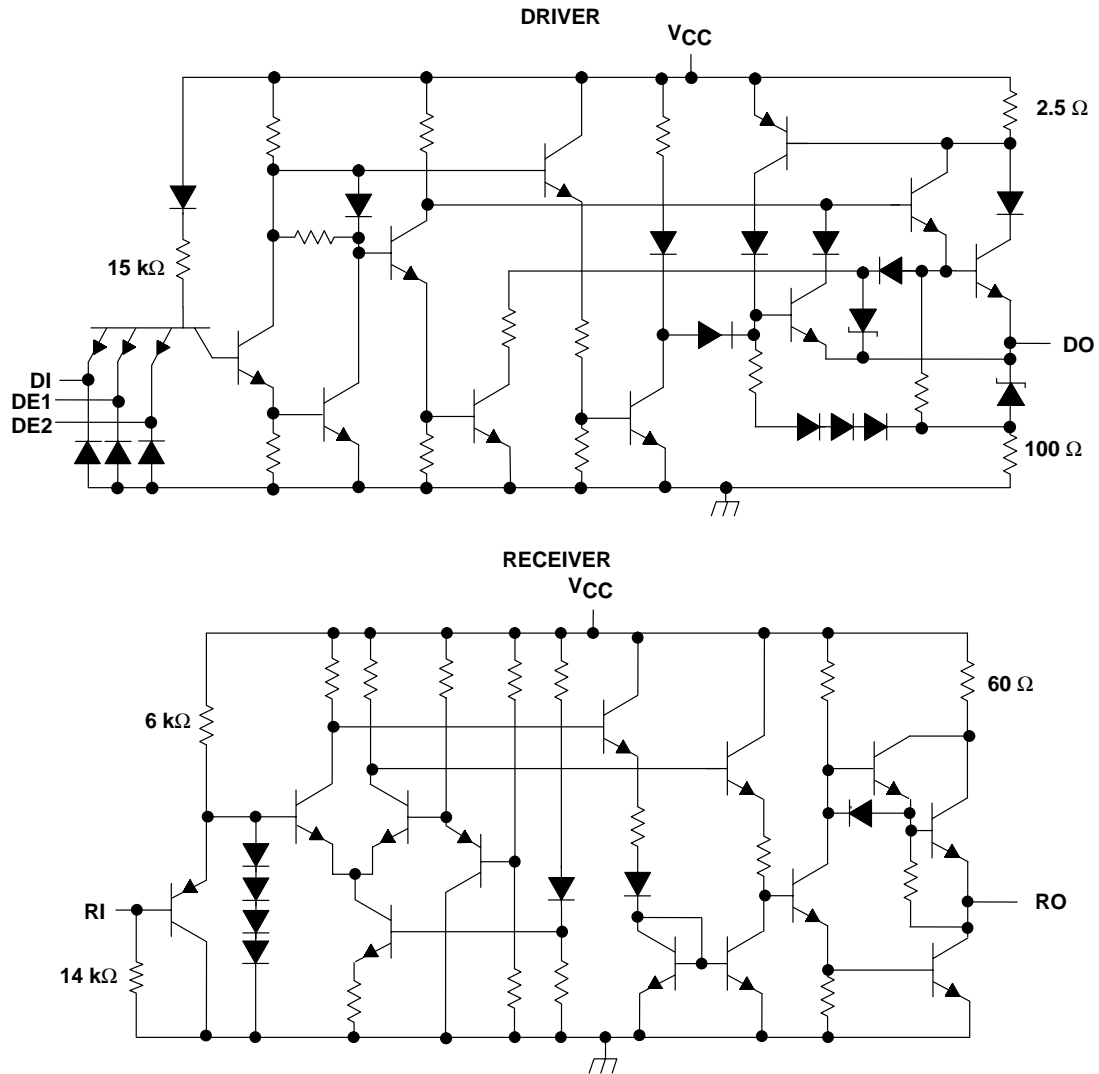 DRIVER
VCC
2.5 Ω
15 kΩ
DI
DE1
DE2
DO
100 Ω
RECEIVER
VCC
6 kΩ
60 Ω
RI
RO
14 kΩ